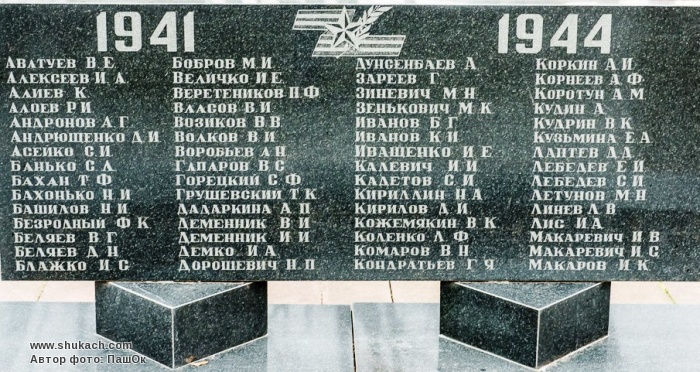 1941
1944
Аватуев В.Е.
Алексеев И.А.
Алиев К.
Алоев Р.И
Андронов А.Г.
Андрющенко Д.И
Асейко С.И
Банько С.А
Бахан Т.Ф
Бахонько Н.И
Башилов Н.И
Безродный Ф.К
Беляев В.Г
Беляев Д.Н
Блажко И.С
Бобров М.И
Величко И.Е.
Веретеников П.Ф
Власов В.И
Возиков В.В
Волков В.И
Воробьев А.Н
Гапаров В.С
Горецкий С.Ф
Грушевский Т.К
Даларкина А.П
Деменник В.И
Деменник И.И
Демко И.А
Дорошевич Н.П
Дунсенбаев А
Зареев Г
Зиневич М.Н
Зенькович М.К
Иванов Б.Г
Иванов К.И
Иващенко И.Е
Калевич И.И
Кадетов С.И
Кириллин Н.А
Кирилов Д.И
Кожемякин В.К
Коленко Л.Ф
Комаров В.Н
Кондратьев Г.Я
Коркин А.И
Корнеев А.Ф
Коротун А.М
Кудин А
Кудрин В.К
Кузьмина Е.А
Лаптев Д.Д
Лебедев Е.И
Лебедев С.И
Летунов М.Н
Линев Л.В
Лис И.А
Макаревич И.В
Макаревич И.С
Макаров И.К
www.shukach.com
Автор фото: ПашОк